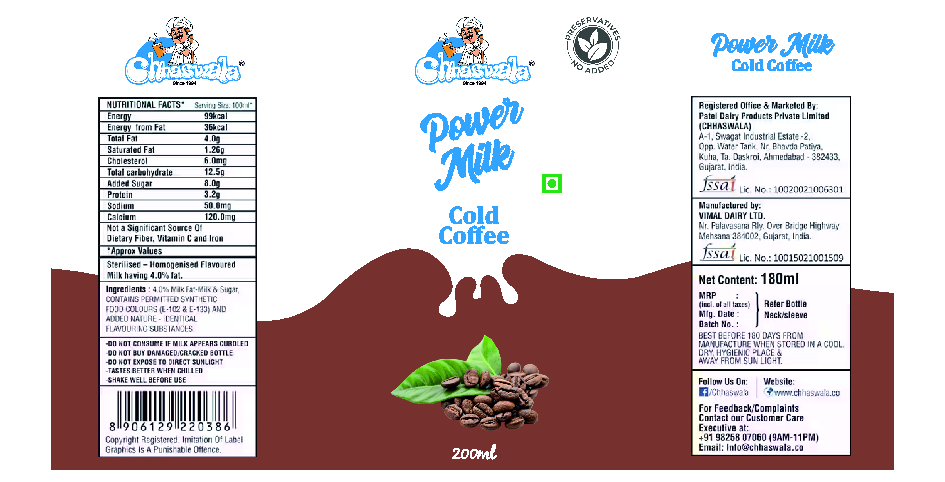 Chhaswala®
Since 1994
NUTRITIONAL FACTS* Serving Size: 100ml*
Energy 99kcal
Energy from Fat 36kcal
Total Fat 4.0g
Saturated Fat 1.26g
Cholesterol 6.0mg
Total carbohydrate 12.5g
Added Sugar 8.0g
Protein 3.2g
Sodium 50.0mg
Calcium 120.0mg
Not a Significant Source Of
Dietary Fiber, Vitamin C and Iron
*Approx Values
Sterilised – Homogenised Flavoured
Milk having 4.0% fat.
Ingredients : 4.0% Milk Fat-Milk & Sugar,
CONTAINS PERMITTED SYNTHETIC
FOOD COLOURS (E-102 & E-133) AND
ADDED NATURE - IDENTICAL
FLAVOURING SUBSTANCES.
-DO NOT CONSUME IF MILK APPEARS CURDLED
-DO NOT BUY DAMAGED/CRACKED BOTTLE
-DO NOT EXPOSE TO DIRECT SUNLIGHT
-TASTES BETTER WHEN CHILLED
-SHAKE WELL BEFORE USE
8 906129 220386
Copyright Registered. Imitation Of Label
Graphics Is A Punishable Offence.
Chhaswala®
Since 1994
PRESERVATIVES
NO ADDED
Power
Milk
Cold
Coffee
200ml
Power Milk
Cold Coffee
Registered Office & Marketed By:
Patel Dairy Products Private Limited
(CHHASWALA)
A-1, Swagat Industrial Estate -2,
Opp. Water Tank, Nr. Bhavda Patiya,
Kuha, Ta. Daskroi, Ahmedabad - 382433,
Gujarat, India.
fssai Lic. No.: 10020021006301
Manufactured by:
VIMAL DAIRY LTD.
Nr. Palavasana Rly. Over Bridge Highway
Mehsana 384002, Gujarat, India.
fssai Lic. No.: 10015021001509
Net Content: 180ml
MRP :
(incl. of all taxes)
Mfg. Date :
Batch No. :
Refer Bottle
Neck/sleeve
BEST BEFORE 180 DAYS FROM
MANUFACTURE WHEN STORED IN A COOL,
DRY, HYGIENIC PLACE &
AWAY FROM SUN LIGHT.
Follow Us On: Website:
f/Chhaswala www.chhaswala.co
For Feedback/Complaints
Contact our Customer Care
Executive at:
+91 98258 07060 (9AM-11PM)
Email: Info@chhaswala.co